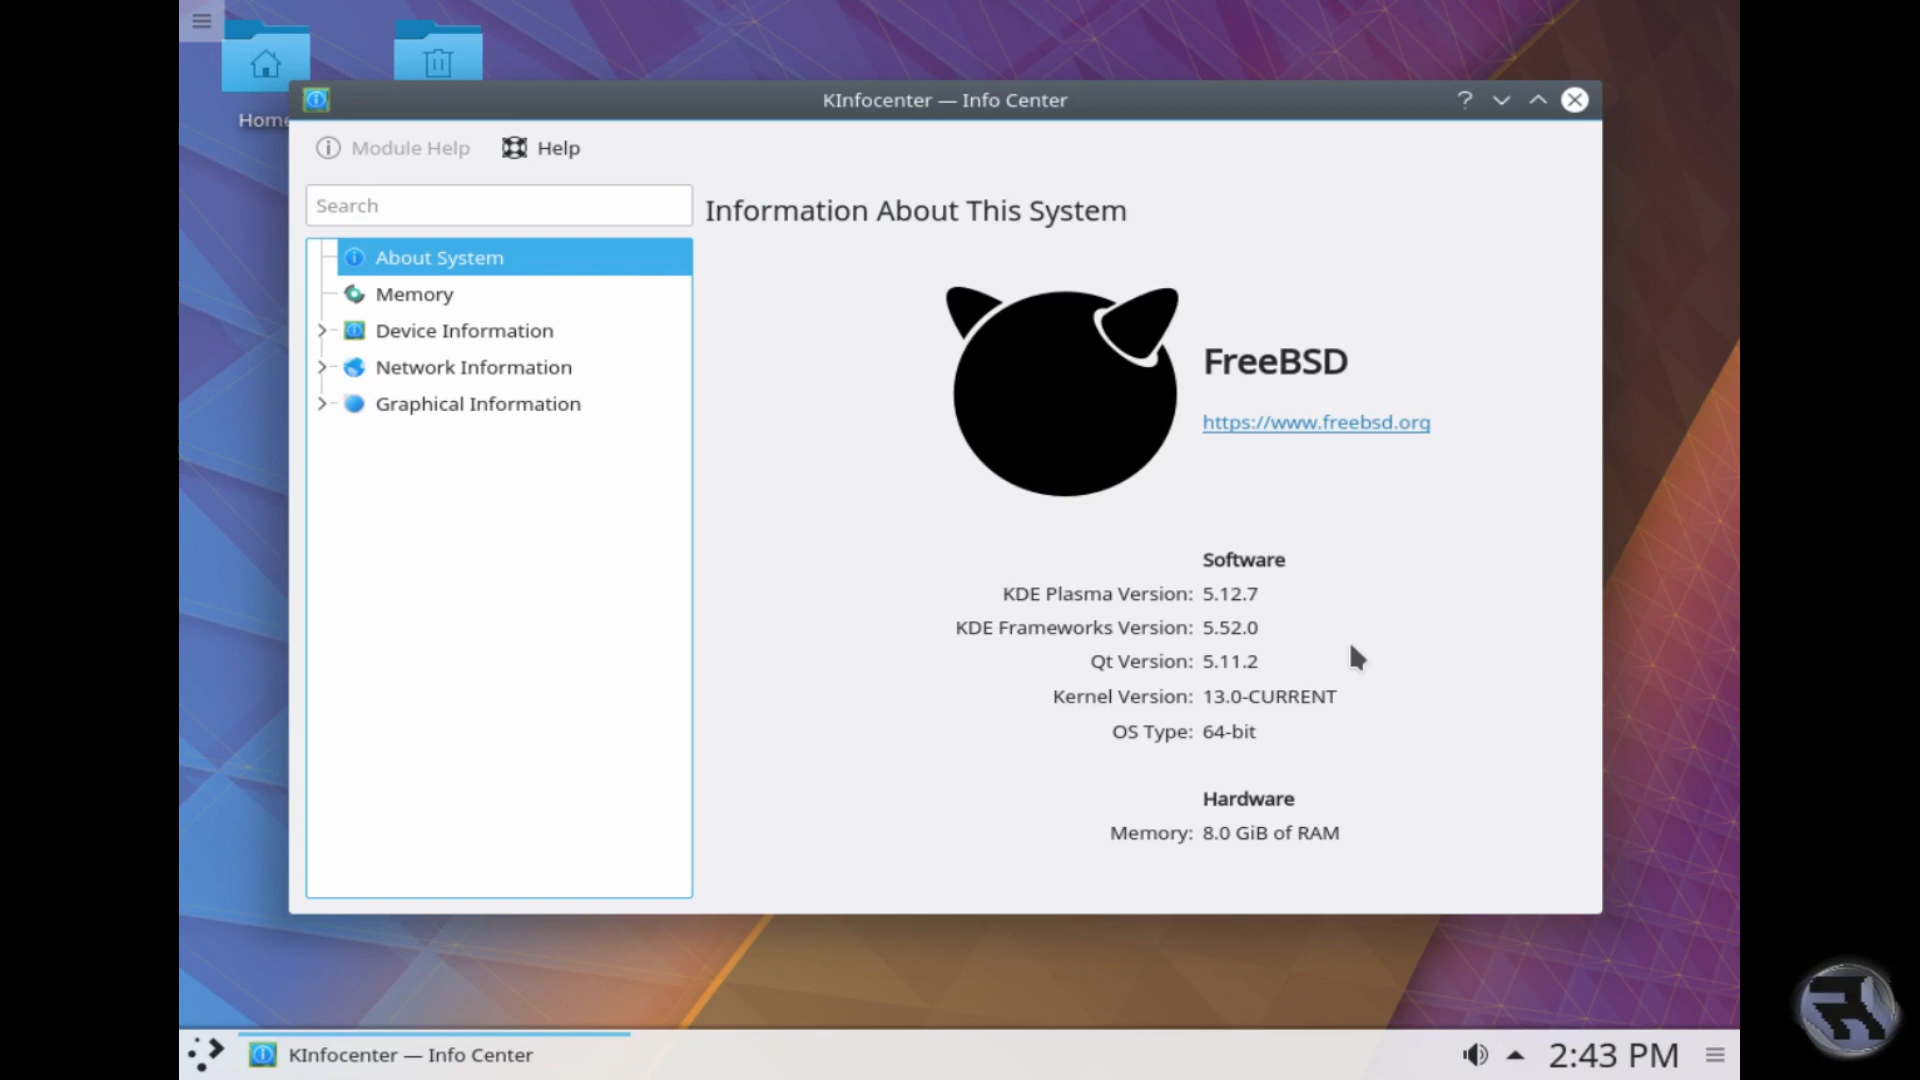 Home
KInfocenter — Info Center
Module Help
Help
Search
About System
Memory
Device Information
Network Information
Graphical Information
Information About This System
FreeBSD
https://www.freebsd.org
Software
KDE Plasma Version: 5.12.7
KDE Frameworks Version: 5.52.0
Qt Version: 5.11.2
Kernel Version: 13.0-CURRENT
OS Type: 64-bit
Hardware
Memory: 8.0 GiB of RAM
KInfocenter — Info Center
2:43 PM